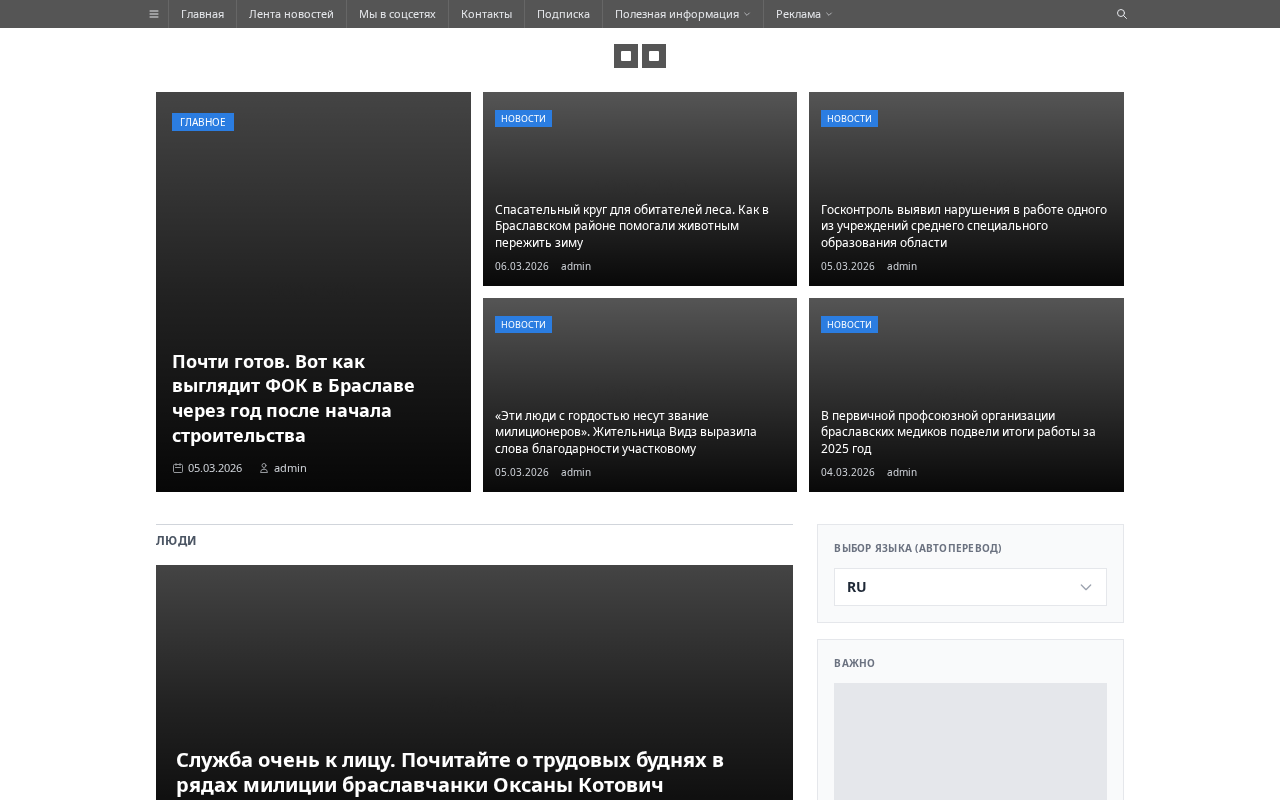 Главная
Лента новостей
Мы в соцсетях
Контакты
Подписка
Полезная информация
Реклама
ГЛАВНОЕ
Почти готов. Вот как
выглядит ФОК в Браславе
через год после начала
строительства
05.03.2026 admin
НОВОСТИ
Спасательный круг для обитателей леса. Как в
Браславском районе помогали животным
пережить зиму
06.03.2026 admin
НОВОСТИ
Госконтроль выявил нарушения в работе одного
из учреждений среднего специального
образования области
05.03.2026 admin
НОВОСТИ
«Эти люди с гордостью несут звание
милиционеров». Жительница Видз выразила
слова благодарности участковому
05.03.2026 admin
НОВОСТИ
В первичной профсоюзной организации
браславских медиков подвели итоги работы за
2025 год
04.03.2026 admin
ЛЮДИ
Служба очень к лицу. Почитайте о трудовых буднях в
рядах милиции браславчанки Оксаны Котович
ВЫБОР ЯЗЫКА (АВТОПЕРЕВОД)
RU
ВАЖНО